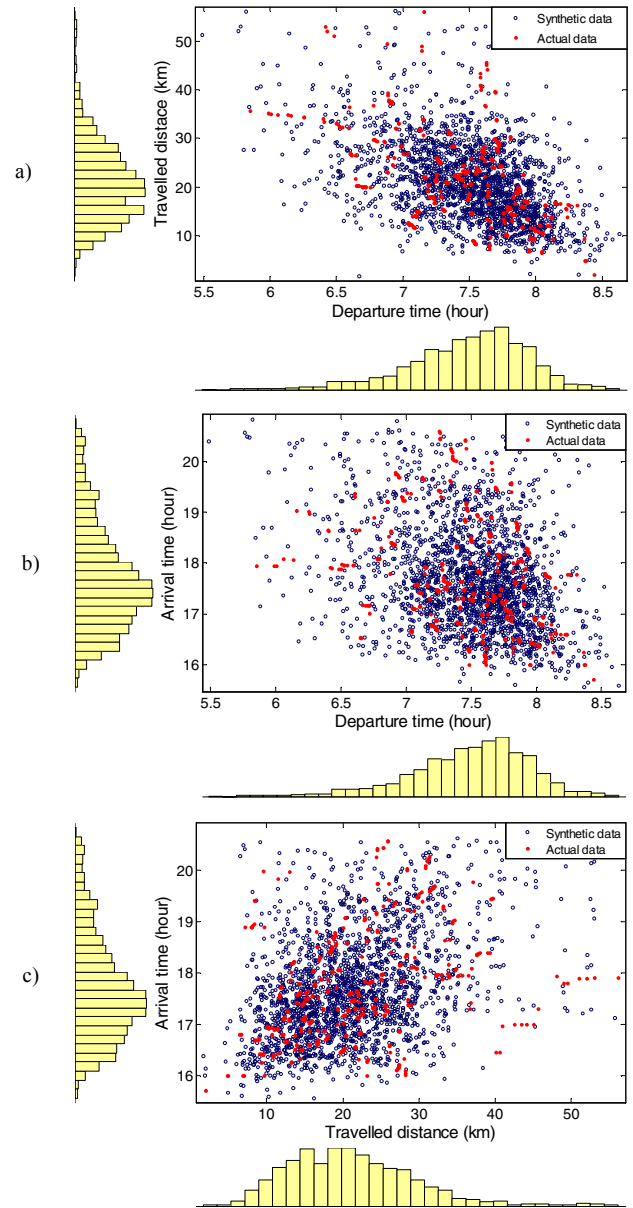 a)
Travelled distace (km)
50
40
30
20
10
Synthetic data
Actual data
5.5 6 6.5 7 7.5 8 8.5
Departure time (hour)
b)
Arrival time (hour)
20
19
18
17
16
Synthetic data
Actual data
5.5 6 6.5 7 7.5 8 8.5
Departure time (hour)
c)
Arrival time (hour)
20
19
18
17
16
Synthetic data
Actual data
10 20 30 40 50
Travelled distance (km)